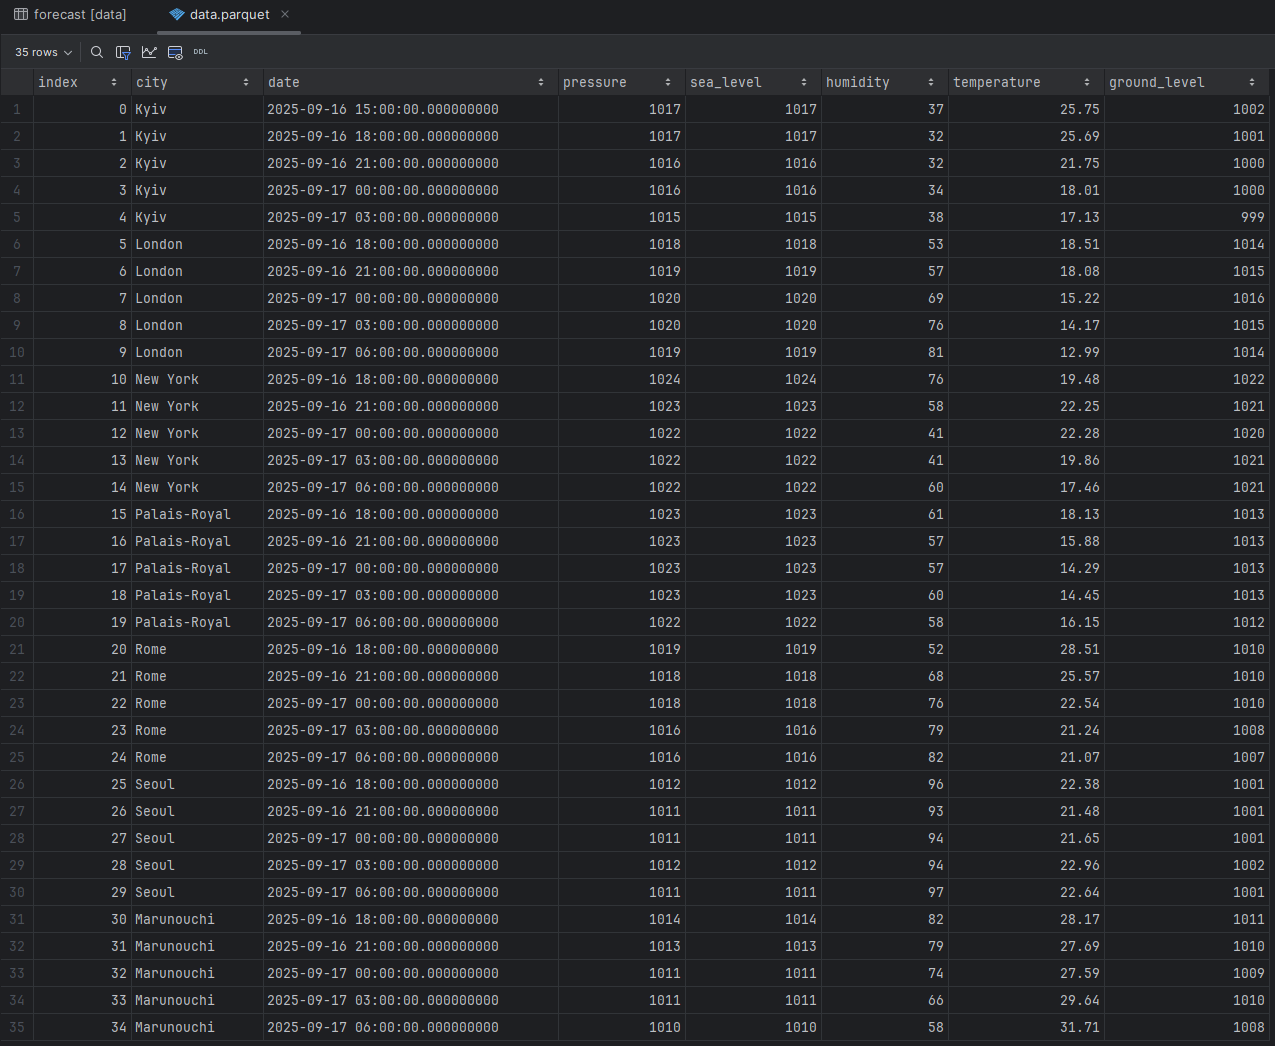 forecast [data] data.parquet
35 rows DDL
index city date pressure sea_level humidity temperature ground_level
1 0 Kyiv 2025-09-16 15:00:00.000000000 1017 1017 37 25.75 1002
2 1 Kyiv 2025-09-16 18:00:00.000000000 1017 1017 32 25.69 1001
3 2 Kyiv 2025-09-16 21:00:00.000000000 1016 1016 32 21.75 1000
4 3 Kyiv 2025-09-17 00:00:00.000000000 1016 1016 34 18.01 1000
5 4 Kyiv 2025-09-17 03:00:00.000000000 1015 1015 38 17.13 999
6 5 London 2025-09-16 18:00:00.000000000 1018 1018 53 18.51 1014
7 6 London 2025-09-16 21:00:00.000000000 1019 1019 57 18.08 1015
8 7 London 2025-09-17 00:00:00.000000000 1020 1020 69 15.22 1016
9 8 London 2025-09-17 03:00:00.000000000 1020 1020 76 14.17 1015
10 9 London 2025-09-17 06:00:00.000000000 1019 1019 81 12.99 1014
11 10 New York 2025-09-16 18:00:00.000000000 1024 1024 76 19.48 1022
12 11 New York 2025-09-16 21:00:00.000000000 1023 1023 58 22.25 1021
13 12 New York 2025-09-17 00:00:00.000000000 1022 1022 41 22.28 1020
14 13 New York 2025-09-17 03:00:00.000000000 1022 1022 41 19.86 1021
15 14 New York 2025-09-17 06:00:00.000000000 1022 1022 60 17.46 1021
16 15 Palais-Royal 2025-09-16 18:00:00.000000000 1023 1023 61 18.13 1013
17 16 Palais-Royal 2025-09-16 21:00:00.000000000 1023 1023 57 15.88 1013
18 17 Palais-Royal 2025-09-17 00:00:00.000000000 1023 1023 57 14.29 1013
19 18 Palais-Royal 2025-09-17 03:00:00.000000000 1023 1023 60 14.45 1013
20 19 Palais-Royal 2025-09-17 06:00:00.000000000 1022 1022 58 16.15 1012
21 20 Rome 2025-09-16 18:00:00.000000000 1019 1019 52 28.51 1010
22 21 Rome 2025-09-16 21:00:00.000000000 1018 1018 68 25.57 1010
23 22 Rome 2025-09-17 00:00:00.000000000 1018 1018 76 22.54 1010
24 23 Rome 2025-09-17 03:00:00.000000000 1016 1016 79 21.24 1008
25 24 Rome 2025-09-17 06:00:00.000000000 1016 1016 82 21.07 1007
26 25 Seoul 2025-09-16 18:00:00.000000000 1012 1012 96 22.38 1001
27 26 Seoul 2025-09-16 21:00:00.000000000 1011 1011 93 21.48 1001
28 27 Seoul 2025-09-17 00:00:00.000000000 1011 1011 94 21.65 1001
29 28 Seoul 2025-09-17 03:00:00.000000000 1012 1012 94 22.96 1002
30 29 Seoul 2025-09-17 06:00:00.000000000 1011 1011 97 22.64 1001
31 30 Marunouchi 2025-09-16 18:00:00.000000000 1014 1014 82 28.17 1011
32 31 Marunouchi 2025-09-16 21:00:00.000000000 1013 1013 79 27.69 1010
33 32 Marunouchi 2025-09-17 00:00:00.000000000 1011 1011 74 27.59 1009
34 33 Marunouchi 2025-09-17 03:00:00.000000000 1011 1011 66 29.64 1010
35 34 Marunouchi 2025-09-17 06:00:00.000000000 1010 1010 58 31.71 1008